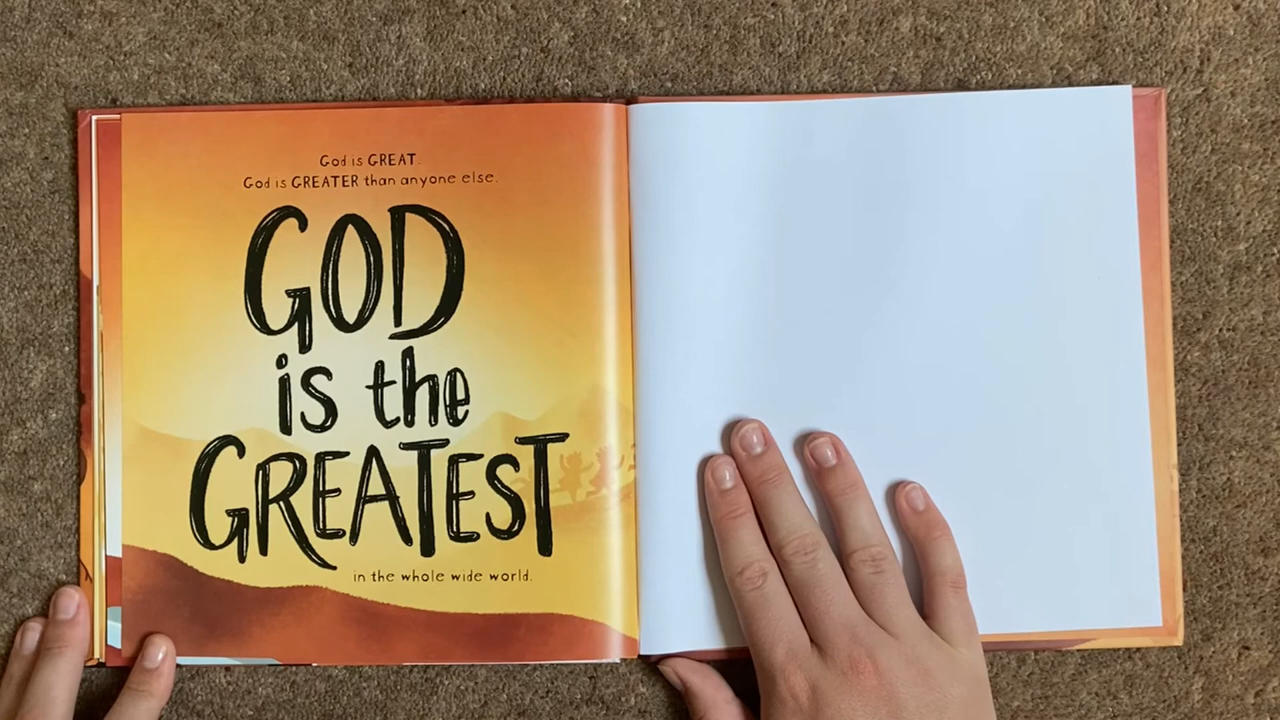 God is GREAT.
God is GREATER than anyone else.
GOD
is the
GREATEST
in the whole wide world.